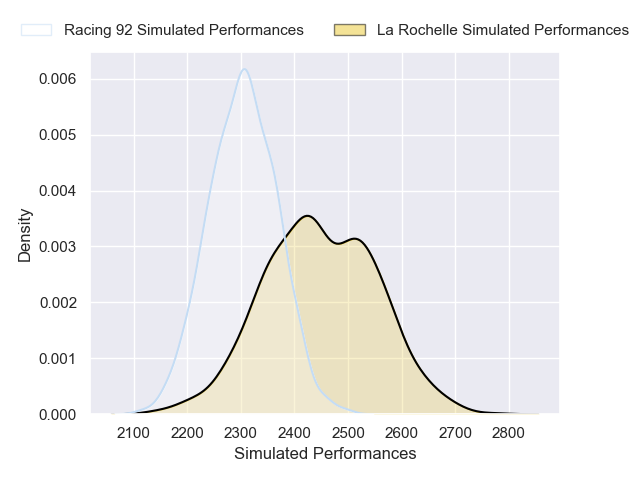 Racing 92 Simulated Performances La Rochelle Simulated Performances
0.006
0.005
0.004
0.003
0.002
0.001
0.000
Density
2100 2200 2300 2400 2500 2600 2700 2800
Simulated Performances